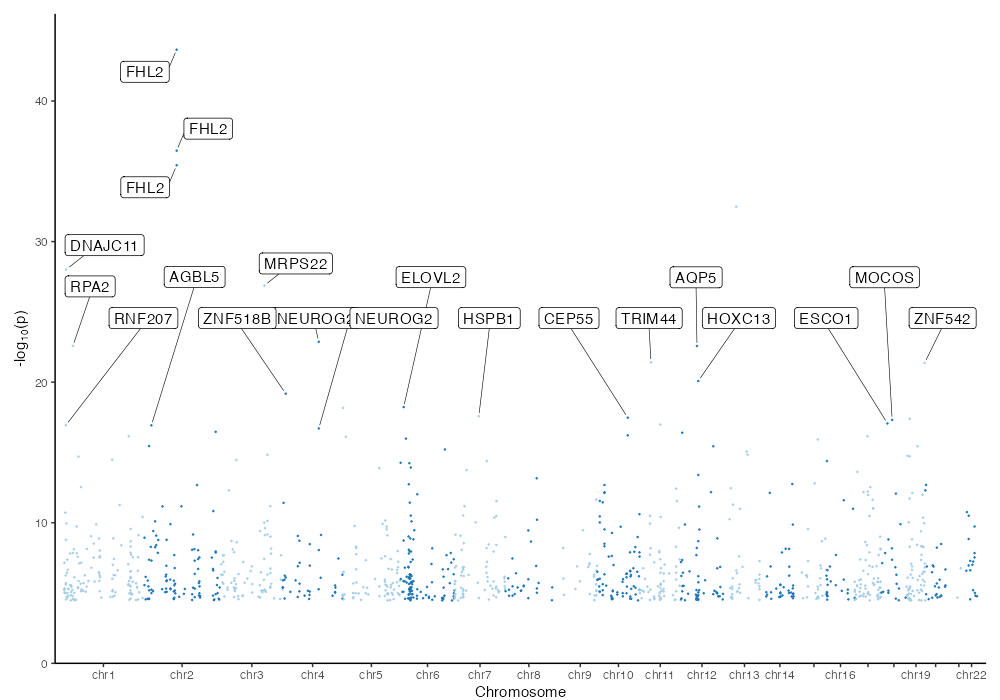 FHL2
40
FHL2
FHL2
30
DNAJC11
MRPS22
RPA2
AGBL5
ELOVL2
AQP5
MOCOS
RNF207
ZNF518B
NEUROG2
NEUROG2
HSPB1
CEP55
TRIM44
HOXC13
ESCO1
ZNF542
-log10(p)
20
10
0
chr1 chr2 chr3 chr4 chr5 chr6 chr7 chr8 chr9 chr10 chr11 chr12 chr13 chr14 chr16 chr19 chr22
Chromosome